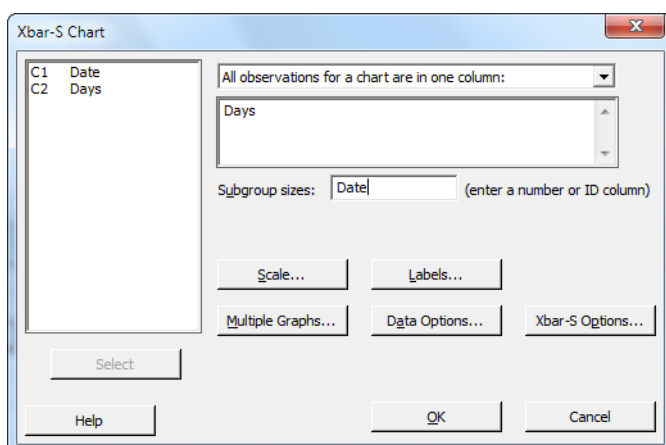 Xbar-S Chart
C1 Date
C2 Days
All observations for a chart are in one column:
Days
Subgroup sizes: Date (enter a number or ID column)
Scale... Labels...
Multiple Graphs... Data Options... Xbar-S Options...
Select
Help OK Cancel